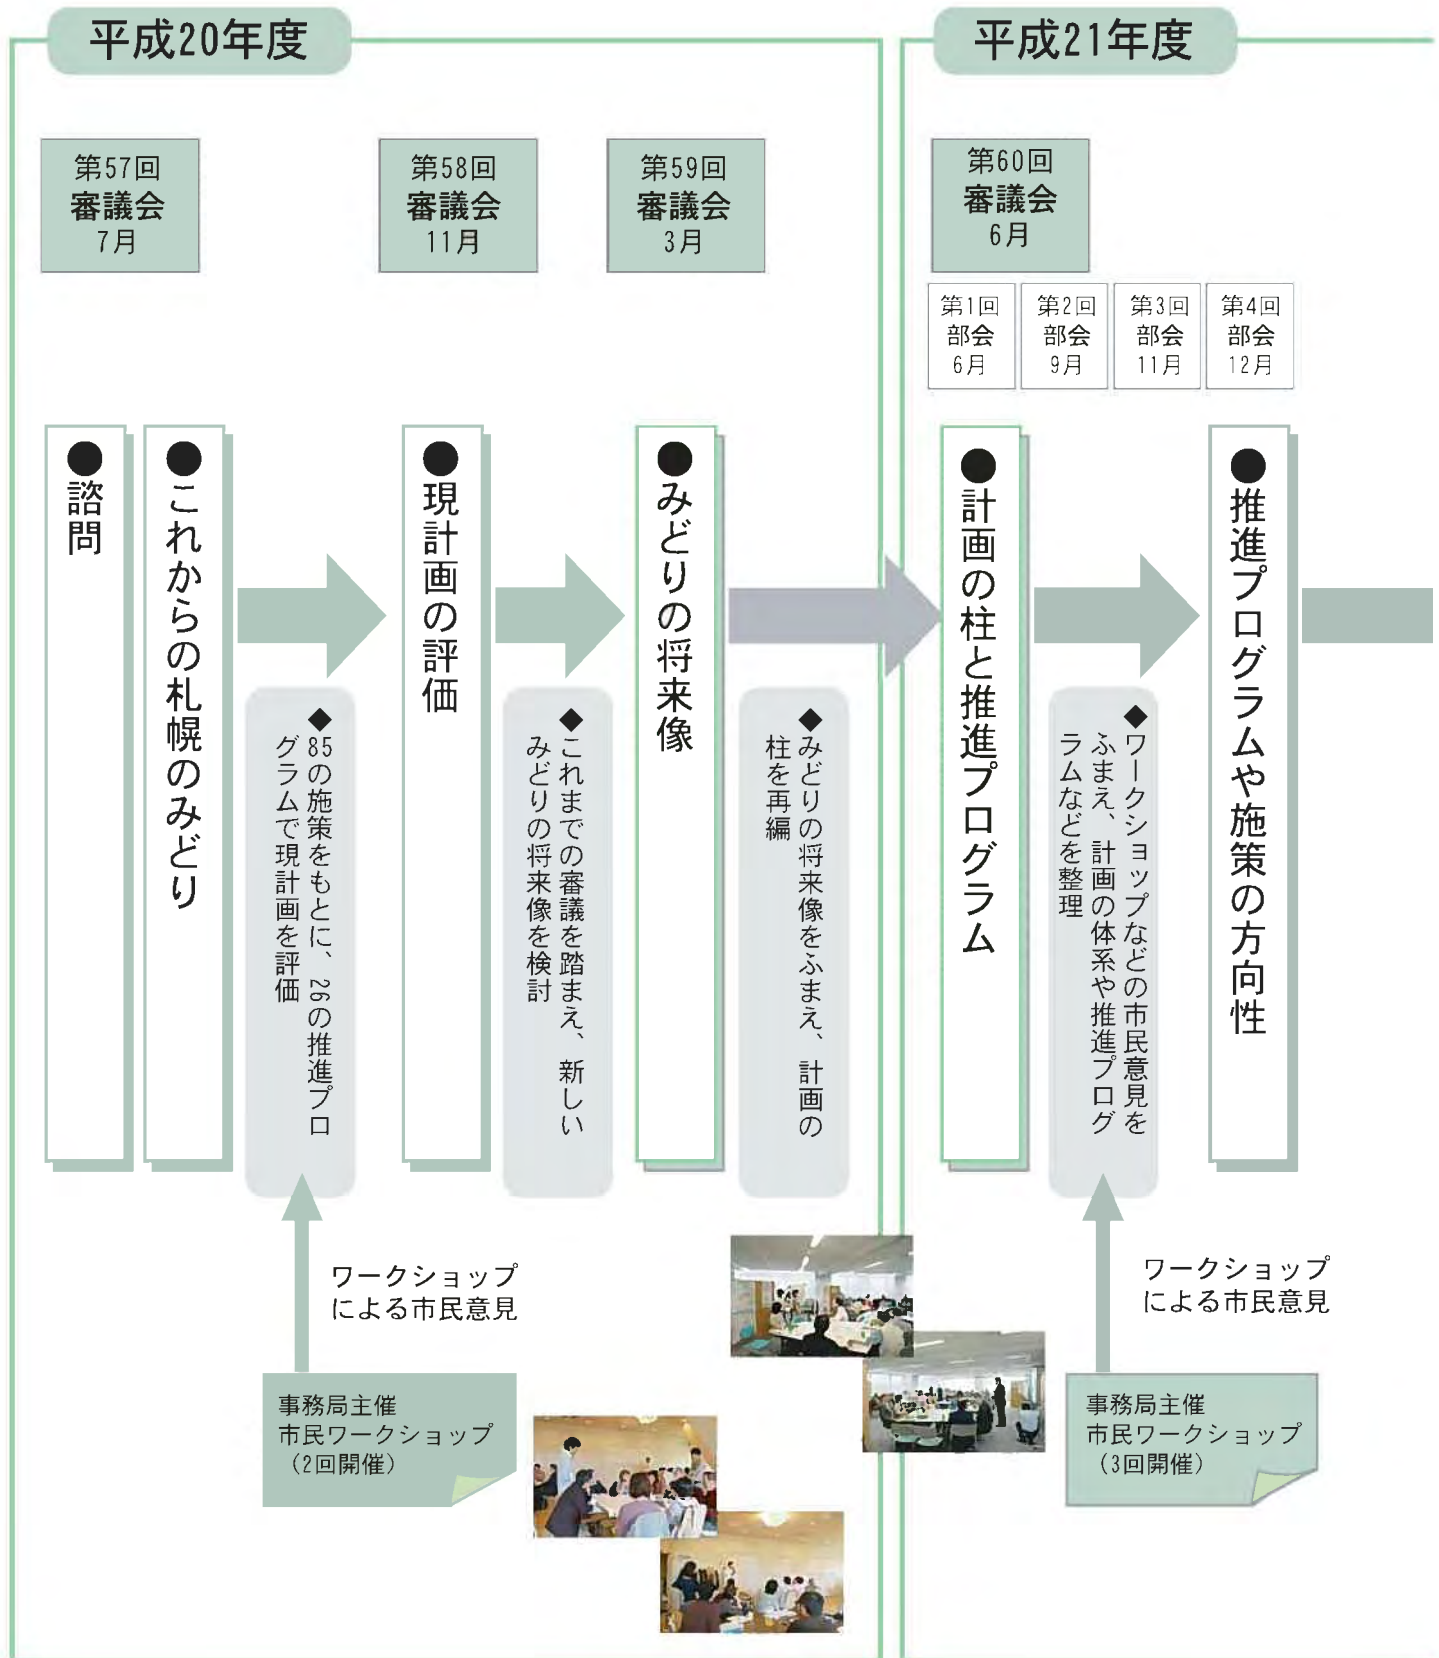 平成20年度
第57回
審議会
7月
第58回
審議会
11月
第59回
審議会
3月
●諮問
●これからの札幌のみどり
◆85の施策をもとに、26の推進プロ
グラムで現計画を評価
●現計画の評価
◆これまでの審議を踏まえ、新しい
みどりの将来像を検討
●みどりの将来像
◆みどりの将来像をふまえ、計画の
柱を再編
ワークショップ
による市民意見
事務局主催
市民ワークショップ
（2回開催）
平成21年度
第60回
審議会
6月
第1回
部会
6月
第2回
部会
9月
第3回
部会
11月
第4回
部会
12月
●計画の柱と推進プログラム
◆ワークショップなどの市民意見を
ふまえ、計画の体系や推進プログ
ラムなどを整理
●推進プログラムや施策の方向性
ワークショップ
による市民意見
事務局主催
市民ワークショップ
（3回開催）